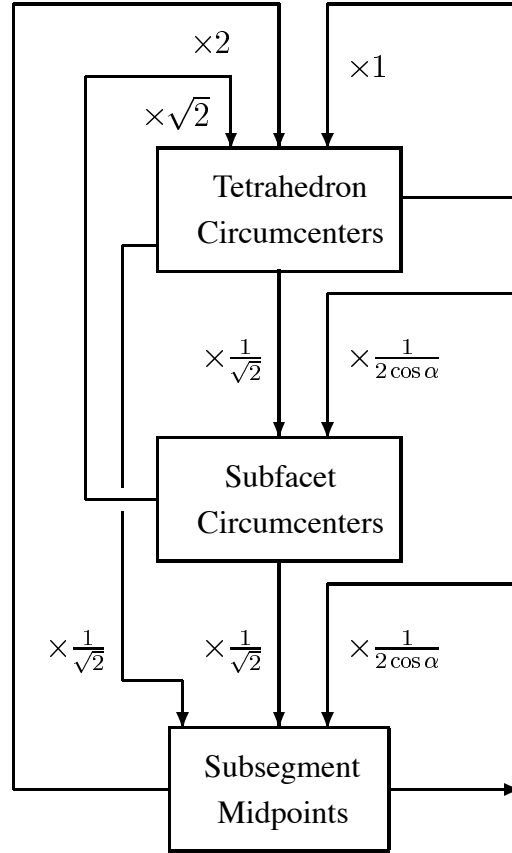 ×2
×1
×√2
Tetrahedron
Circumcenters
×1/√2
×1/(2 cos α)
Subfacet
Circumcenters
×1/√2
×1/√2
×1/(2 cos α)
Subsegment
Midpoints